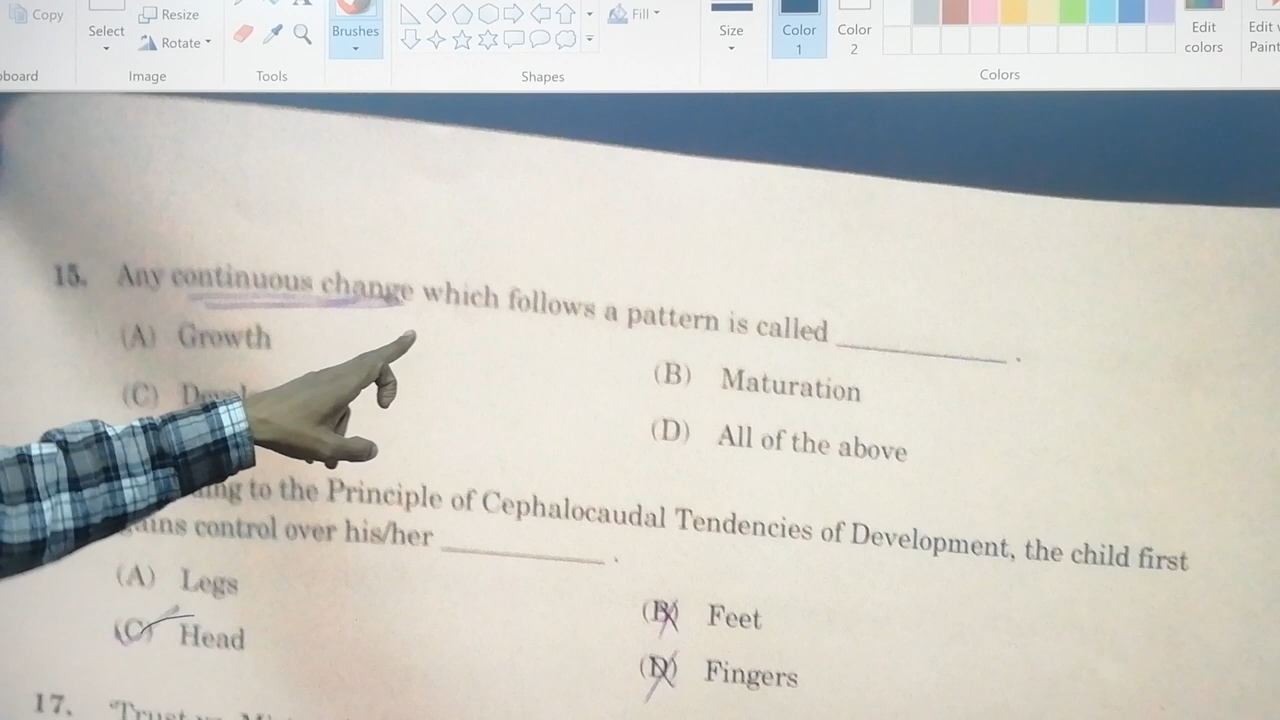 Copy
Resize
Select
Rotate
Brushes
Fill
Size
Color 1
Color 2
Edit colors
Edit
Paint
Image
Tools
Shapes
Colors
15. Any continuous change which follows a pattern is called ________.
(A) Growth
(B) Maturation
(C)
(D) All of the above
to the Principle of Cephalocaudal Tendencies of Development, the child first
control over his/her ________.
(A) Legs
(B) Feet
(C) Head
(D) Fingers
17. "Trust vs.